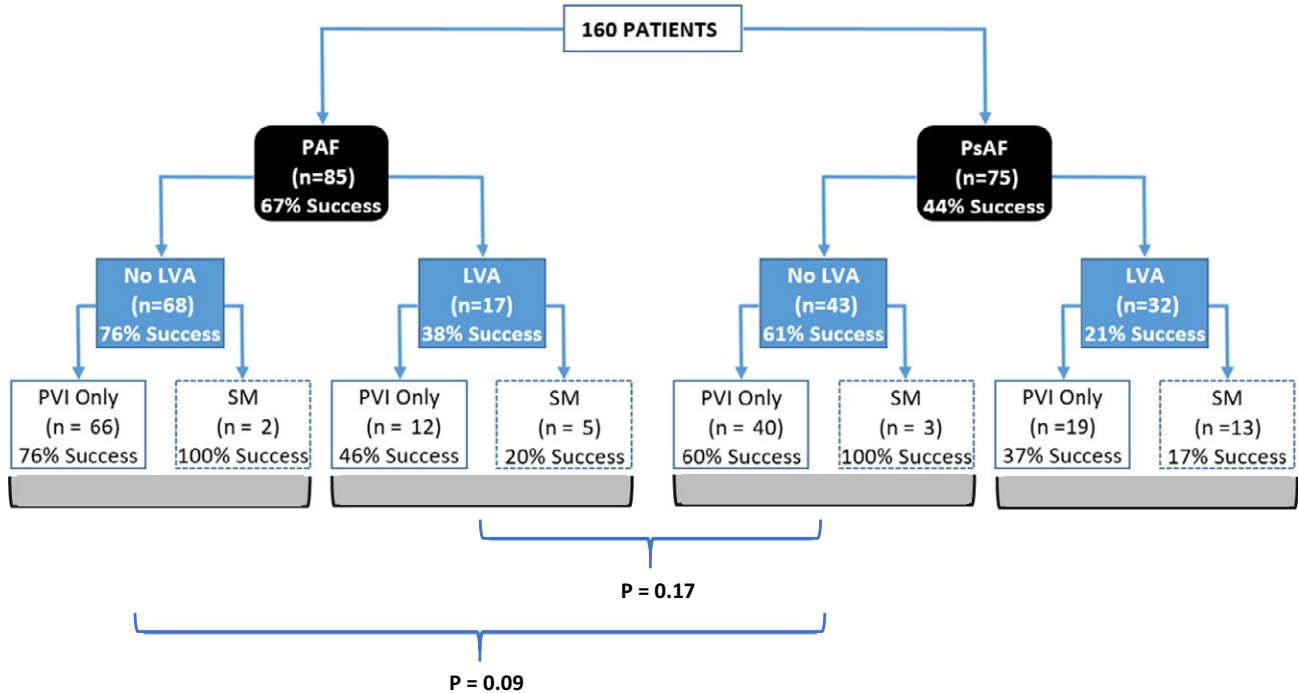 160 PATIENTS
PAF
(n=85)
67% Success
PsAF
(n=75)
44% Success
No LVA
(n=68)
76% Success
LVA
(n=17)
38% Success
No LVA
(n=43)
61% Success
LVA
(n=32)
21% Success
PVI Only
(n = 66)
76% Success
SM
(n = 2)
100% Success
PVI Only
(n = 12)
46% Success
SM
(n = 5)
20% Success
PVI Only
(n = 40)
60% Success
SM
(n = 3)
100% Success
PVI Only
(n =19)
37% Success
SM
(n =13)
17% Success
P = 0.17
P = 0.09